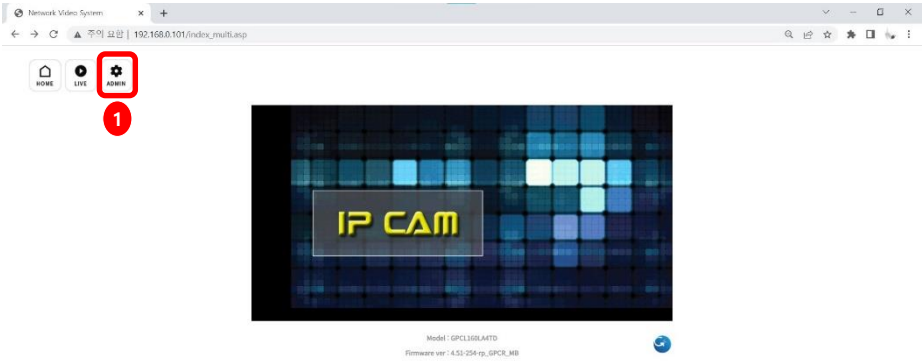 Network Video System
주의 요함 | 192.168.0.101/index_multi.asp
HOME LIVE ADMIN
1
IP CAM
Model : GPCL160LA4TD
Firmware ver : 4.52-254-rp_GPCR_MB